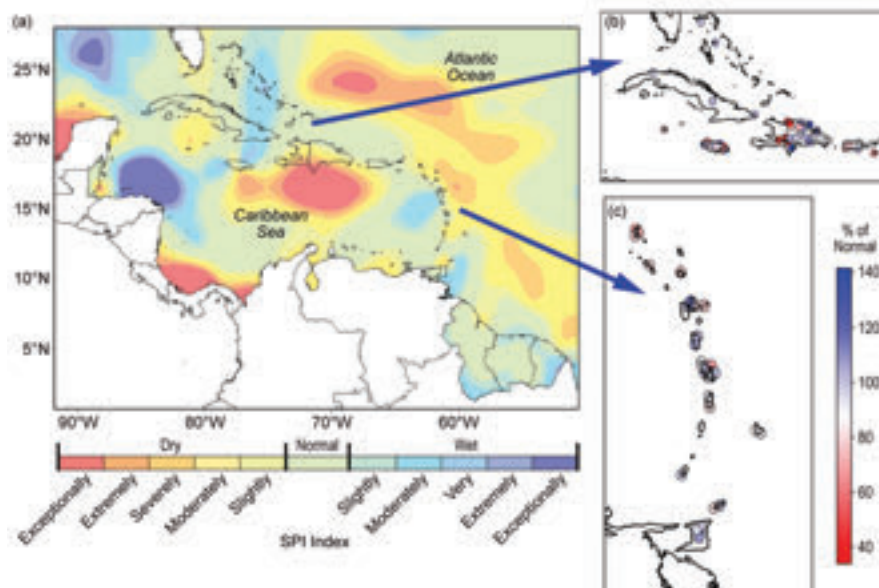 (a)
25°N
20°N
15°N
10°N
5°N
Atlantic
Ocean
Caribbean
Sea
90°W
80°W
70°W
60°W
Dry
Normal
Wet
Exceptionally
Extremely
Severely
Moderately
Slightly
Slightly
Moderately
Very
Extremely
Exceptionally
SPI Index
(b)
(c)
% of
Normal
140
120
100
80
60
40